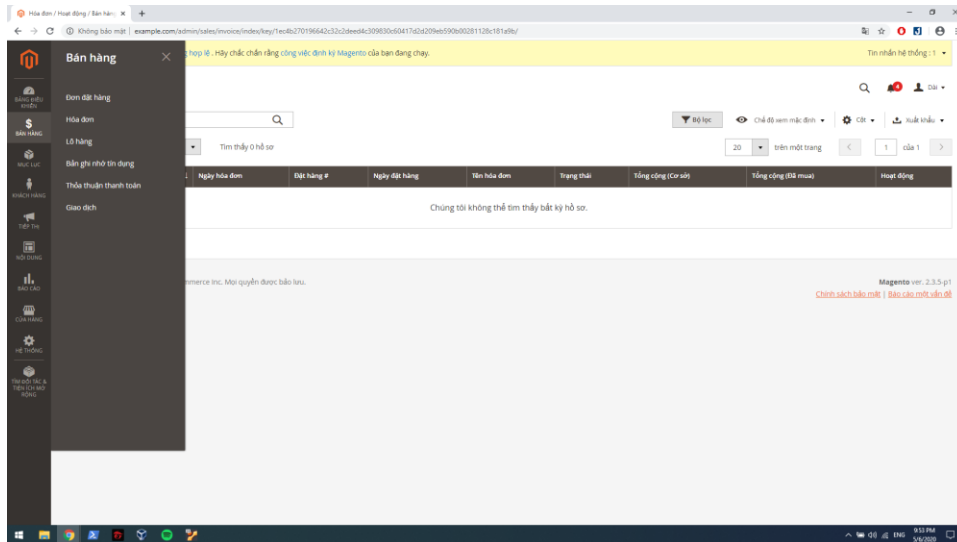 Hóa đơn / Hoạt động / Bán hàng
Không bảo mật | example.com/admin/sales/invoice/index/key/1ec4b270196642c32c2deed4c309830c60417d2d209eb590b00281128c181a9b/
Bán hàng
hợp lệ . Hãy chắc chắn rằng công việc định kỳ Magento của bạn đang chạy.
Tin nhắn hệ thống : 1
BẢNG ĐIỀU KHIỂN
BÁN HÀNG
MỤC LỤC
KHÁCH HÀNG
TIẾP THỊ
NỘI DUNG
BÁO CÁO
CỬA HÀNG
HỆ THỐNG
TÌM ĐỐI TÁC & TIỆN ÍCH MỞ RỘNG
Đơn đặt hàng
Hóa đơn
Lô hàng
Bản ghi nhớ tín dụng
Thỏa thuận thanh toán
Giao dịch
4
Bộ lọc
Chế độ xem mặc định
Cột
Xuất khẩu
Tìm thấy 0 hồ sơ
20 trên một trang
1 của 1
Ngày hóa đơn Đặt hàng # Ngày đặt hàng Tên hóa đơn Trạng thái Tổng cộng (Cơ sở) Tổng cộng (Đã mua) Hoạt động
Chúng tôi không thể tìm thấy bất kỳ hồ sơ.
mmerce Inc. Mọi quyền được bảo lưu.
Magento ver. 2.3.5-p1
Chính sách bảo mật | Báo cáo một vấn đề
ENG
9:53 PM
5/6/2020